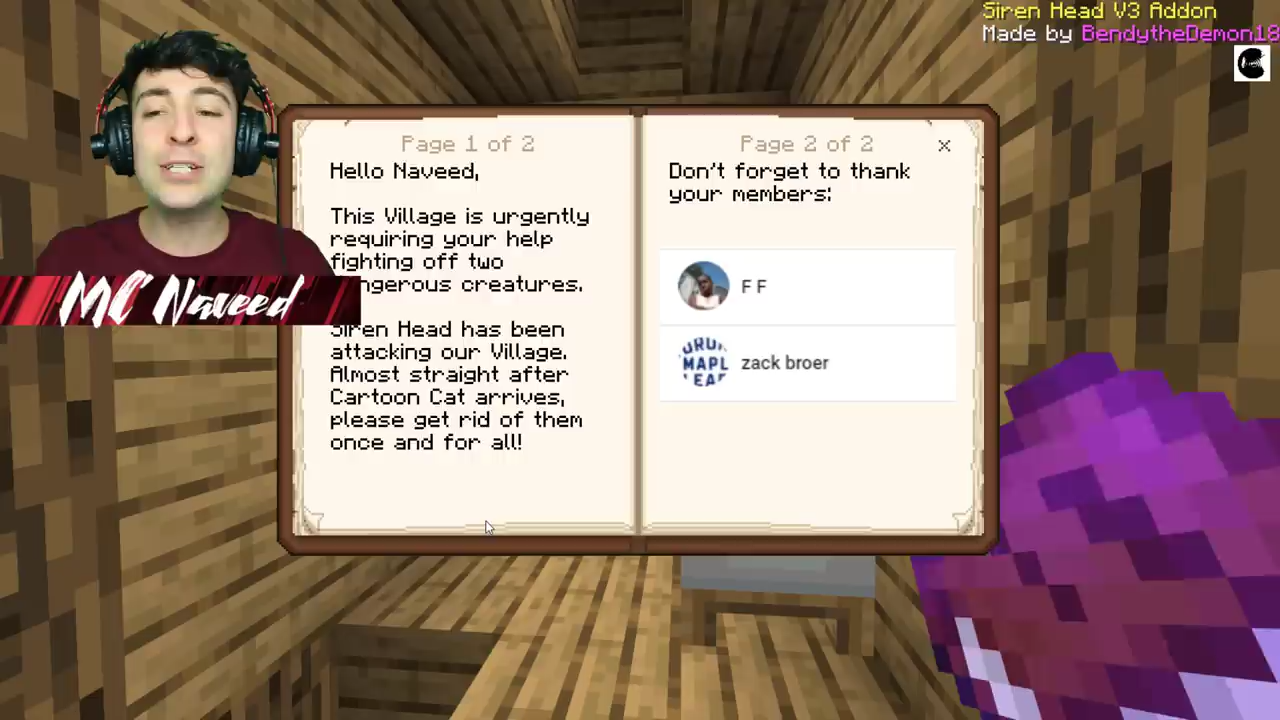 Siren Head V3 Addon
Made by BendytheDemon18
MC Naveed
Page 1 of 2
Hello Naveed,
This Village is urgently
requiring your help
fighting off two
dangerous creatures.
Siren Head has been
attacking our Village.
Almost straight after
Cartoon Cat arrives,
please get rid of them
once and for all!
Page 2 of 2
Don't forget to thank
your members:
F F
MAPL
zack broer